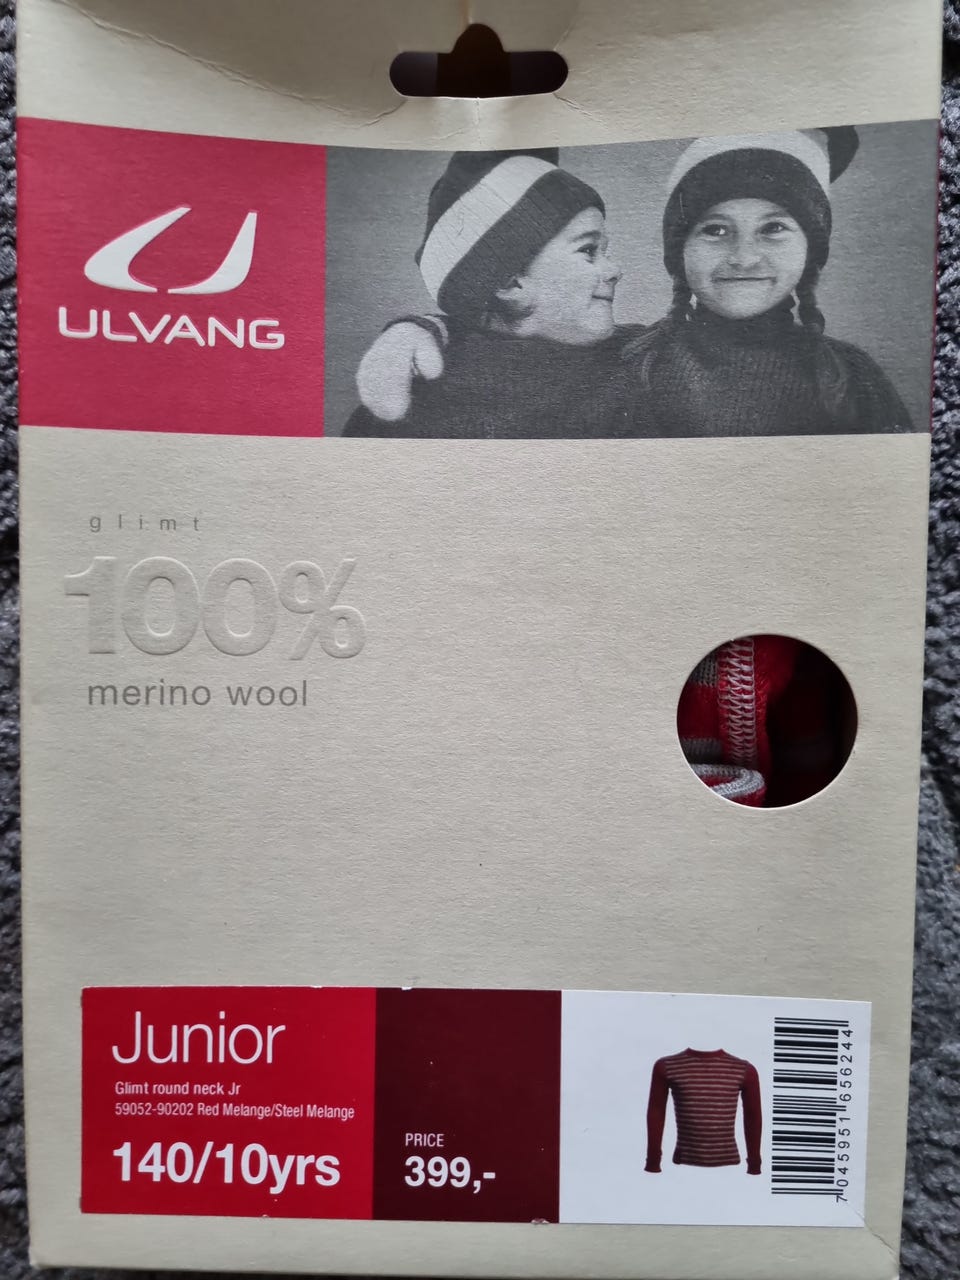 ULVANG
glimt
100%
merino wool
Junior
Glimt round neck Jr
59052-90202 Red Melange/Steel Melange
140/10yrs
PRICE
399,-
7045951656244